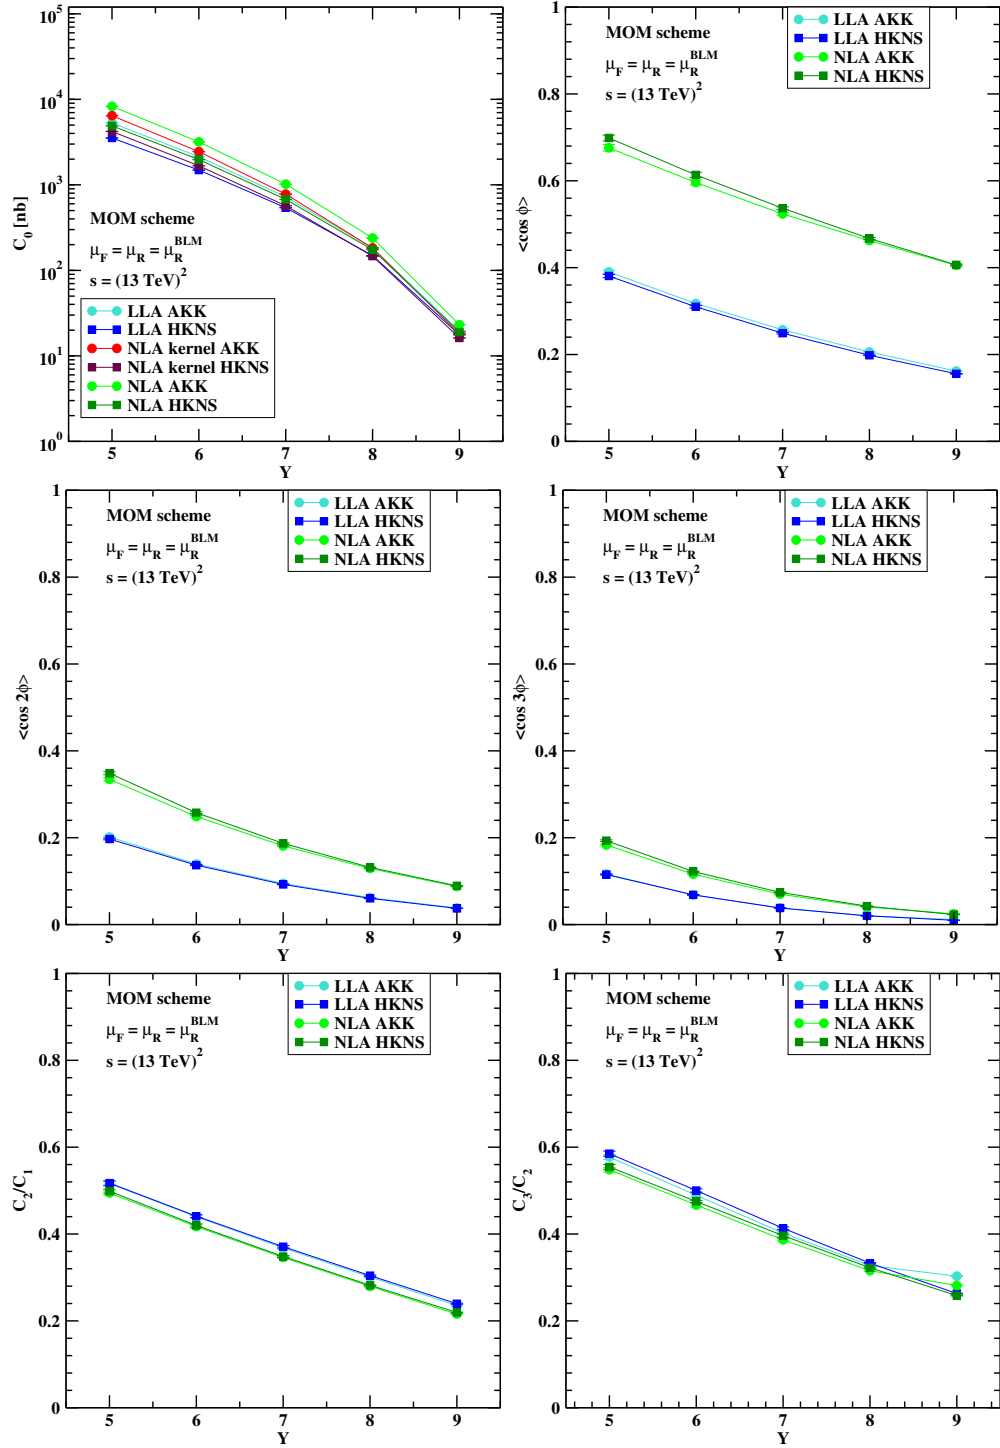 10^5
10^4
10^3
10^2
10^1
10^0
C_0 [nb]
MOM scheme
μ_F = μ_R = μ_R^BLM
s = (13 TeV)^2
LLA AKK
LLA HKNS
NLA kernel AKK
NLA kernel HKNS
NLA AKK
NLA HKNS
5 6 7 8 9
Y
1
0.8
0.6
0.4
0.2
0
<cos ϕ>
MOM scheme
μ_F = μ_R = μ_R^BLM
s = (13 TeV)^2
LLA AKK
LLA HKNS
NLA AKK
NLA HKNS
5 6 7 8 9
Y
1
0.8
0.6
0.4
0.2
0
<cos 2ϕ>
MOM scheme
μ_F = μ_R = μ_R^BLM
s = (13 TeV)^2
LLA AKK
LLA HKNS
NLA AKK
NLA HKNS
5 6 7 8 9
Y
1
0.8
0.6
0.4
0.2
0
<cos 3ϕ>
MOM scheme
μ_F = μ_R = μ_R^BLM
s = (13 TeV)^2
LLA AKK
LLA HKNS
NLA AKK
NLA HKNS
5 6 7 8 9
Y
1
0.8
0.6
0.4
0.2
0
C_2/C_1
MOM scheme
μ_F = μ_R = μ_R^BLM
s = (13 TeV)^2
LLA AKK
LLA HKNS
NLA AKK
NLA HKNS
5 6 7 8 9
Y
1
0.8
0.6
0.4
0.2
0
C_3/C_2
MOM scheme
μ_F = μ_R = μ_R^BLM
s = (13 TeV)^2
LLA AKK
LLA HKNS
NLA AKK
NLA HKNS
5 6 7 8 9
Y